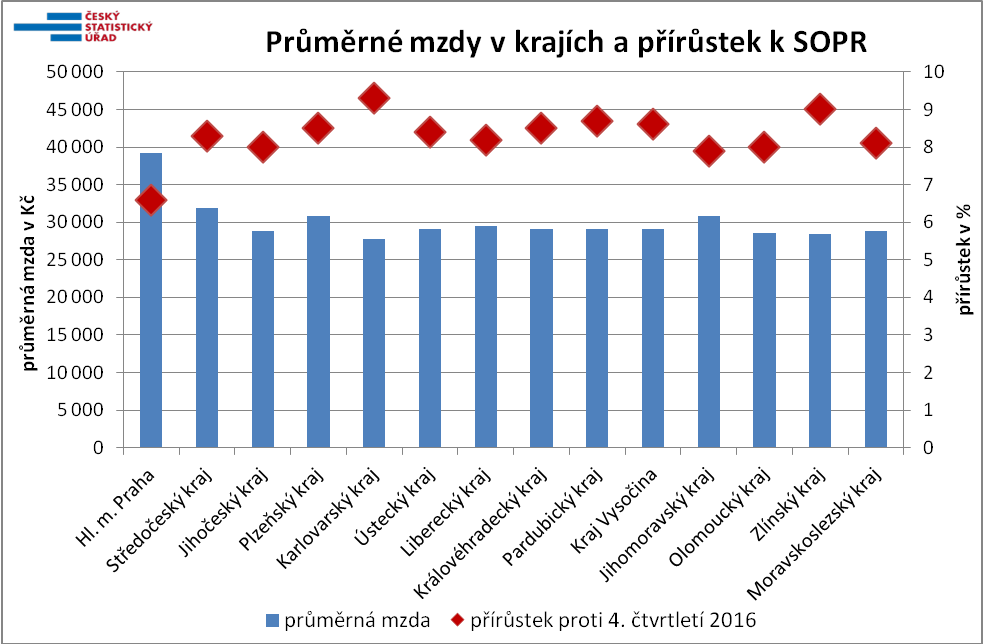 ČESKÝ
STATISTICKÝ
ÚŘAD
Průměrné mzdy v krajích a přírůstek k SOPR
průměrná mzda v Kč
50 000
45 000
40 000
35 000
30 000
25 000
20 000
15 000
10 000
5 000
0
10
9
8
7
6
5
4
3
2
1
0
přírůstek v %
Hl. m. Praha
Středočeský kraj
Jihočeský kraj
Plzeňský kraj
Karlovarský kraj
Ústecký kraj
Liberecký kraj
Královéhradecký kraj
Pardubický kraj
Kraj Vysočina
Jihomoravský kraj
Olomoucký kraj
Zlínský kraj
Moravskoslezský kraj
průměrná mzda
přírůstek proti 4. čtvrtletí 2016